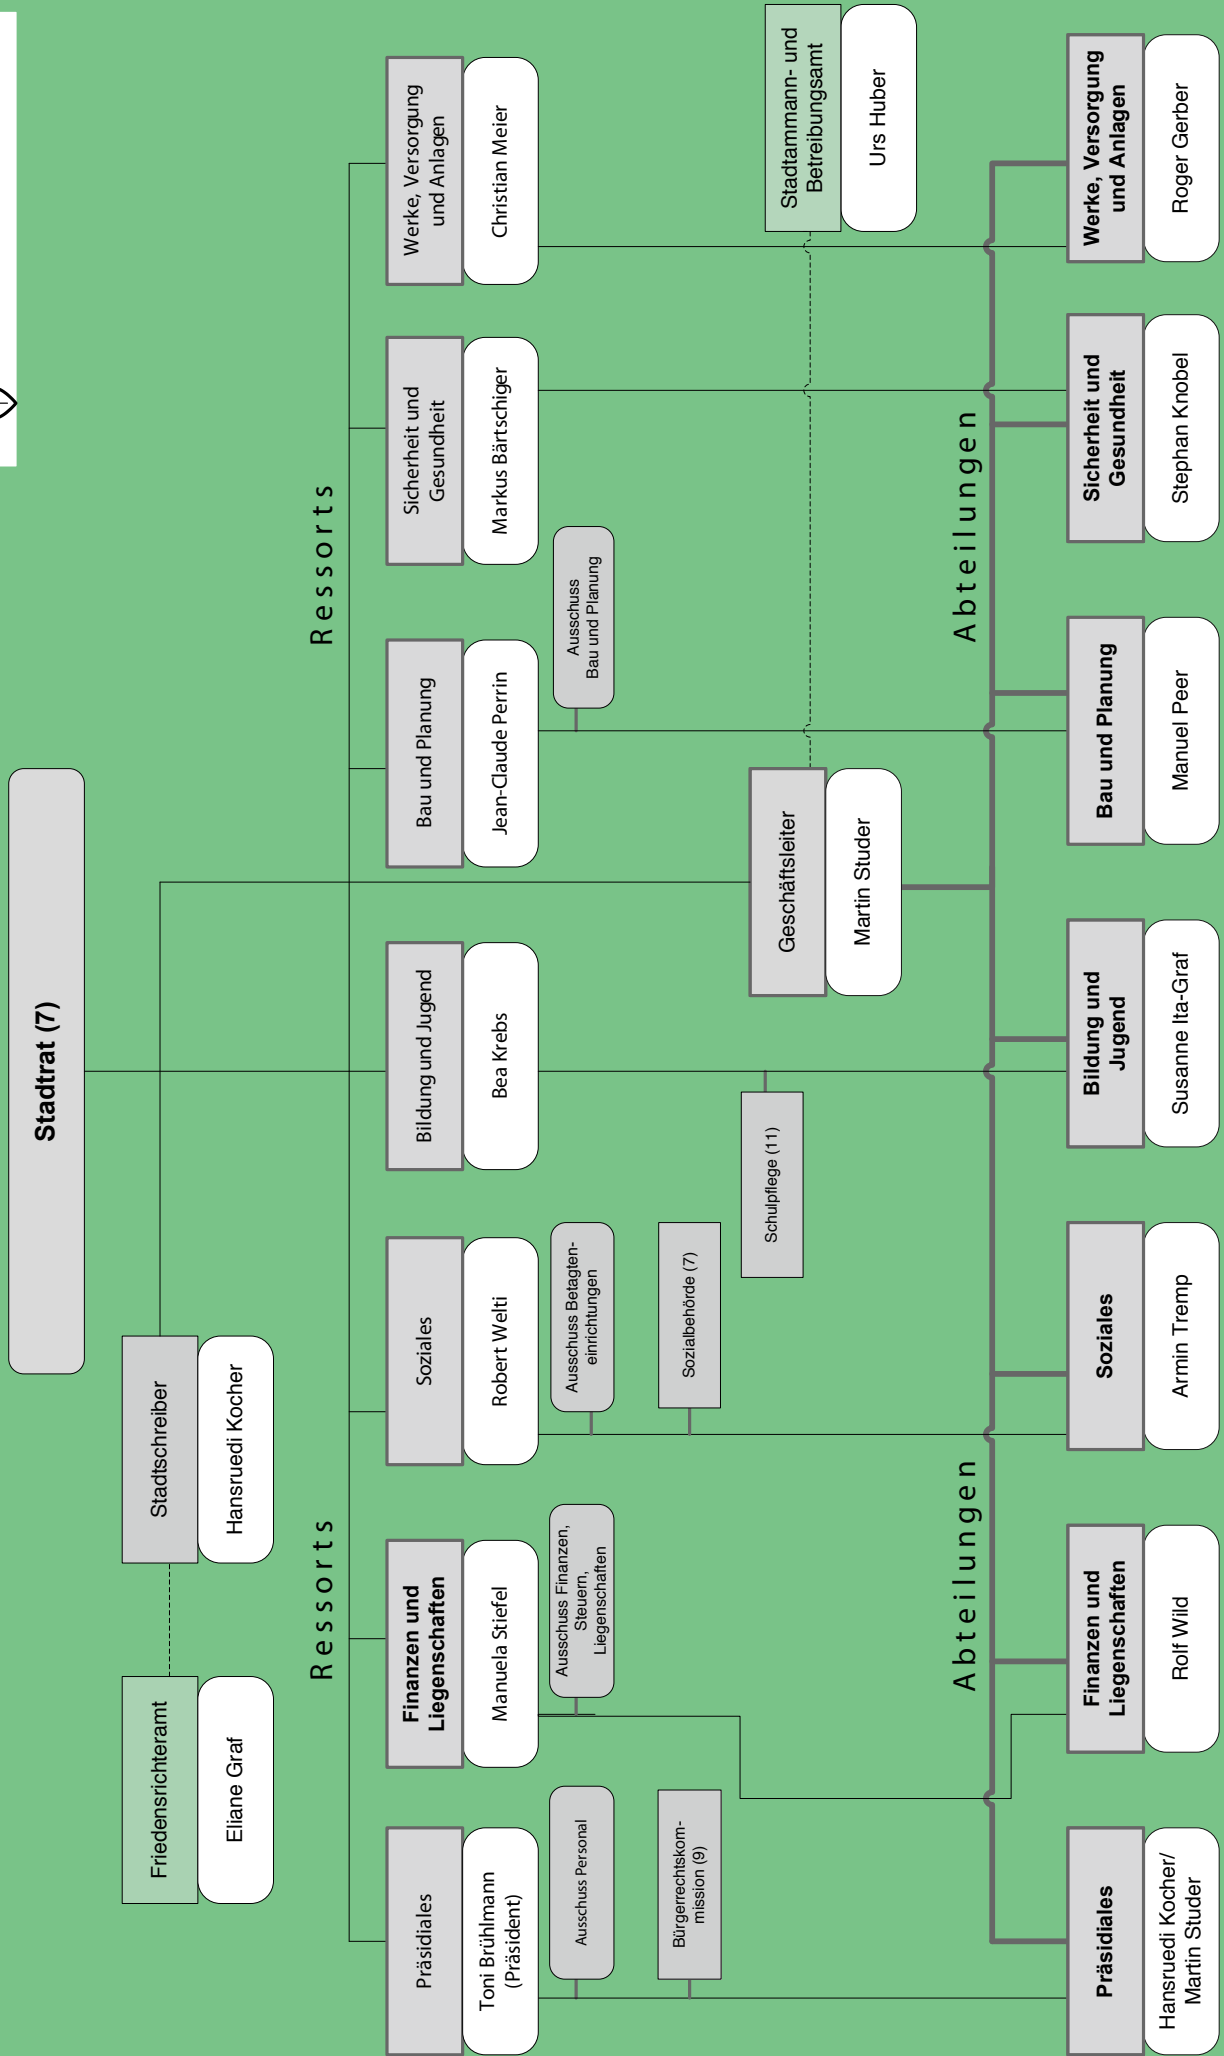 Stadtrat (7)
Friedensrichteramt
Eliane Graf
Stadtschreiber
Hansruedi Kocher
Ressorts
Ressorts
Präsidiales
Toni Brühlmann
(Präsident)
Finanzen und
Liegenschaften
Manuela Stiefel
Soziales
Robert Welti
Bildung und Jugend
Bea Krebs
Bau und Planung
Jean-Claude Perrin
Sicherheit und
Gesundheit
Markus Bärtschiger
Werke, Versorgung
und Anlagen
Christian Meier
Ausschuss Personal
Ausschuss Finanzen,
Steuern,
Liegenschaften
Ausschuss Betagten-
einrichtungen
Ausschuss
Bau und Planung
Bürgerrechtskom-
mission (9)
Sozialbehörde (7)
Schulpflege (11)
Geschäftsleiter
Martin Studer
Stadtammann- und
Betreibungsamt
Urs Huber
Abteilungen
Abteilungen
Präsidiales
Hansruedi Kocher/
Martin Studer
Finanzen und
Liegenschaften
Rolf Wild
Soziales
Armin Tremp
Bildung und
Jugend
Susanne Ita-Graf
Bau und Planung
Manuel Peer
Sicherheit und
Gesundheit
Stephan Knobel
Werke, Versorgung
und Anlagen
Roger Gerber